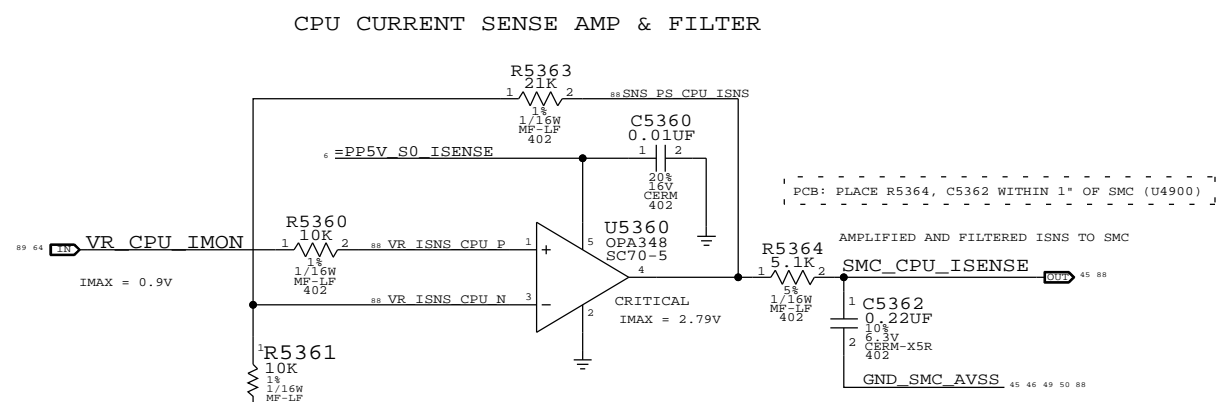 CPU CURRENT SENSE AMP & FILTER
R5363
21K
1 2
1%
1/16W
MF-LF
402
88 SNS_PS_CPU_ISNS
C5360
0.01UF
1 2
20%
16V
CERM
402
6 =PP5V_S0_ISENSE
PCB: PLACE R5364, C5362 WITHIN 1" OF SMC (U4900)
89 64 IN VR_CPU_IMON
IMAX = 0.9V
R5360
10K
1 2
1%
1/16W
MF-LF
402
88 VR_ISNS_CPU_P
88 VR_ISNS_CPU_N
1 +
3 −
5
4
2
U5360
OPA348
SC70-5
CRITICAL
IMAX = 2.79V
R5364
5.1K
1 2
5%
1/16W
MF-LF
402
AMPLIFIED AND FILTERED ISNS TO SMC
SMC_CPU_ISENSE
OUT 45 88
1 C5362
0.22UF
10%
6.3V
2 CERM-X5R
402
GND_SMC_AVSS 45 46 49 50 88
1 R5361
10K
1%
1/16W
MF-LF